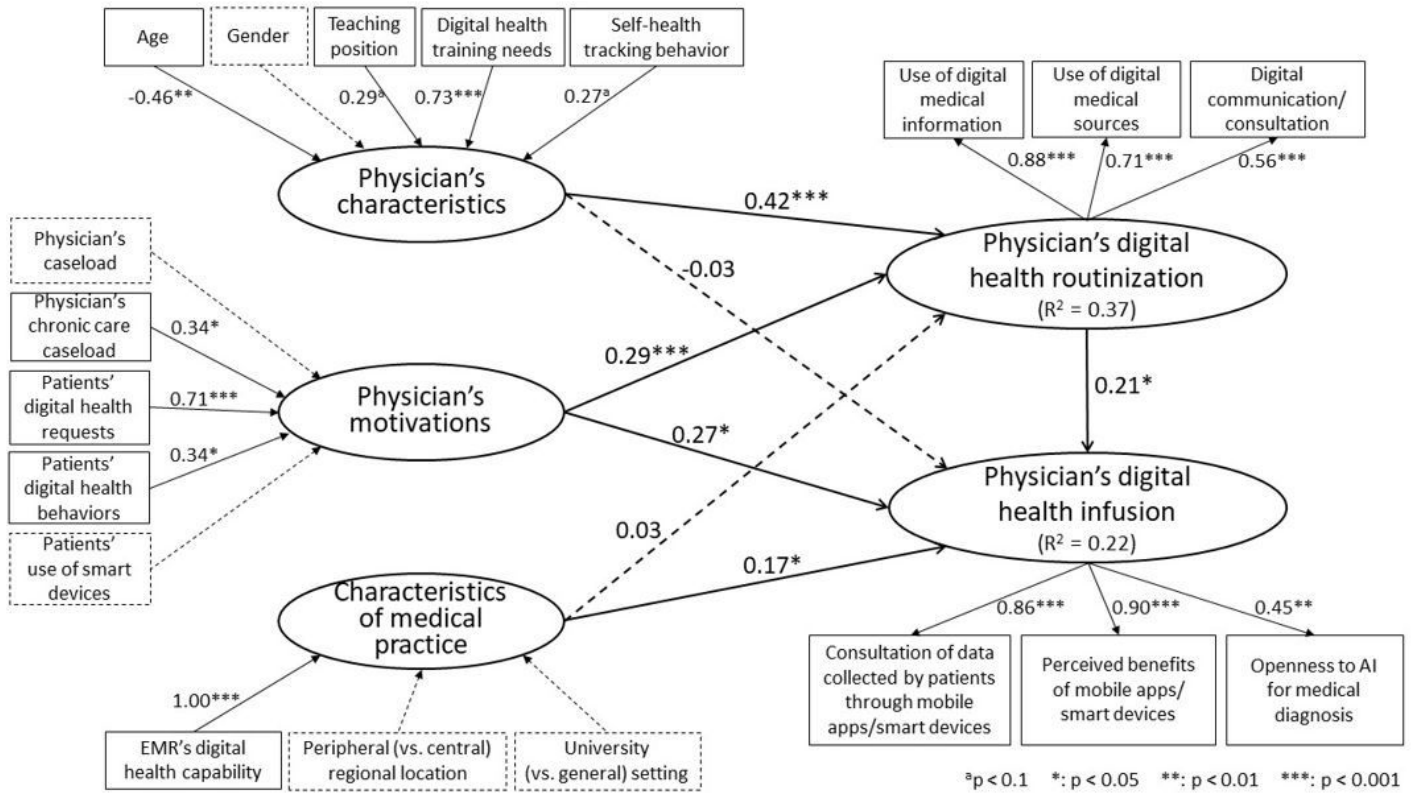 Age
Gender
Teaching
position
Digital health
training needs
Self-health
tracking behavior
-0.46**
0.29ᵃ
0.73***
0.27ᵃ
Physician's
characteristics
Use of digital
medical
information
Use of digital
medical
sources
Digital
communication/
consultation
0.88***
0.71***
0.56***
0.42***
-0.03
Physician's digital
health routinization
(R² = 0.37)
Physician's
caseload
Physician's
chronic care
caseload
Patients'
digital health
requests
Patients'
digital health
behaviors
Patients'
use of smart
devices
0.34*
0.71***
0.34*
Physician's
motivations
0.29***
0.27*
0.21*
0.03
0.17*
Physician's digital
health infusion
(R² = 0.22)
Characteristics
of medical
practice
1.00***
EMR's digital
health capability
Peripheral (vs. central)
regional location
University
(vs. general) setting
0.86***
0.90***
0.45**
Consultation of data
collected by patients
through mobile
apps/smart devices
Perceived benefits
of mobile apps/
smart devices
Openness to AI
for medical
diagnosis
ᵃp < 0.1 *: p < 0.05 **: p < 0.01 ***: p < 0.001